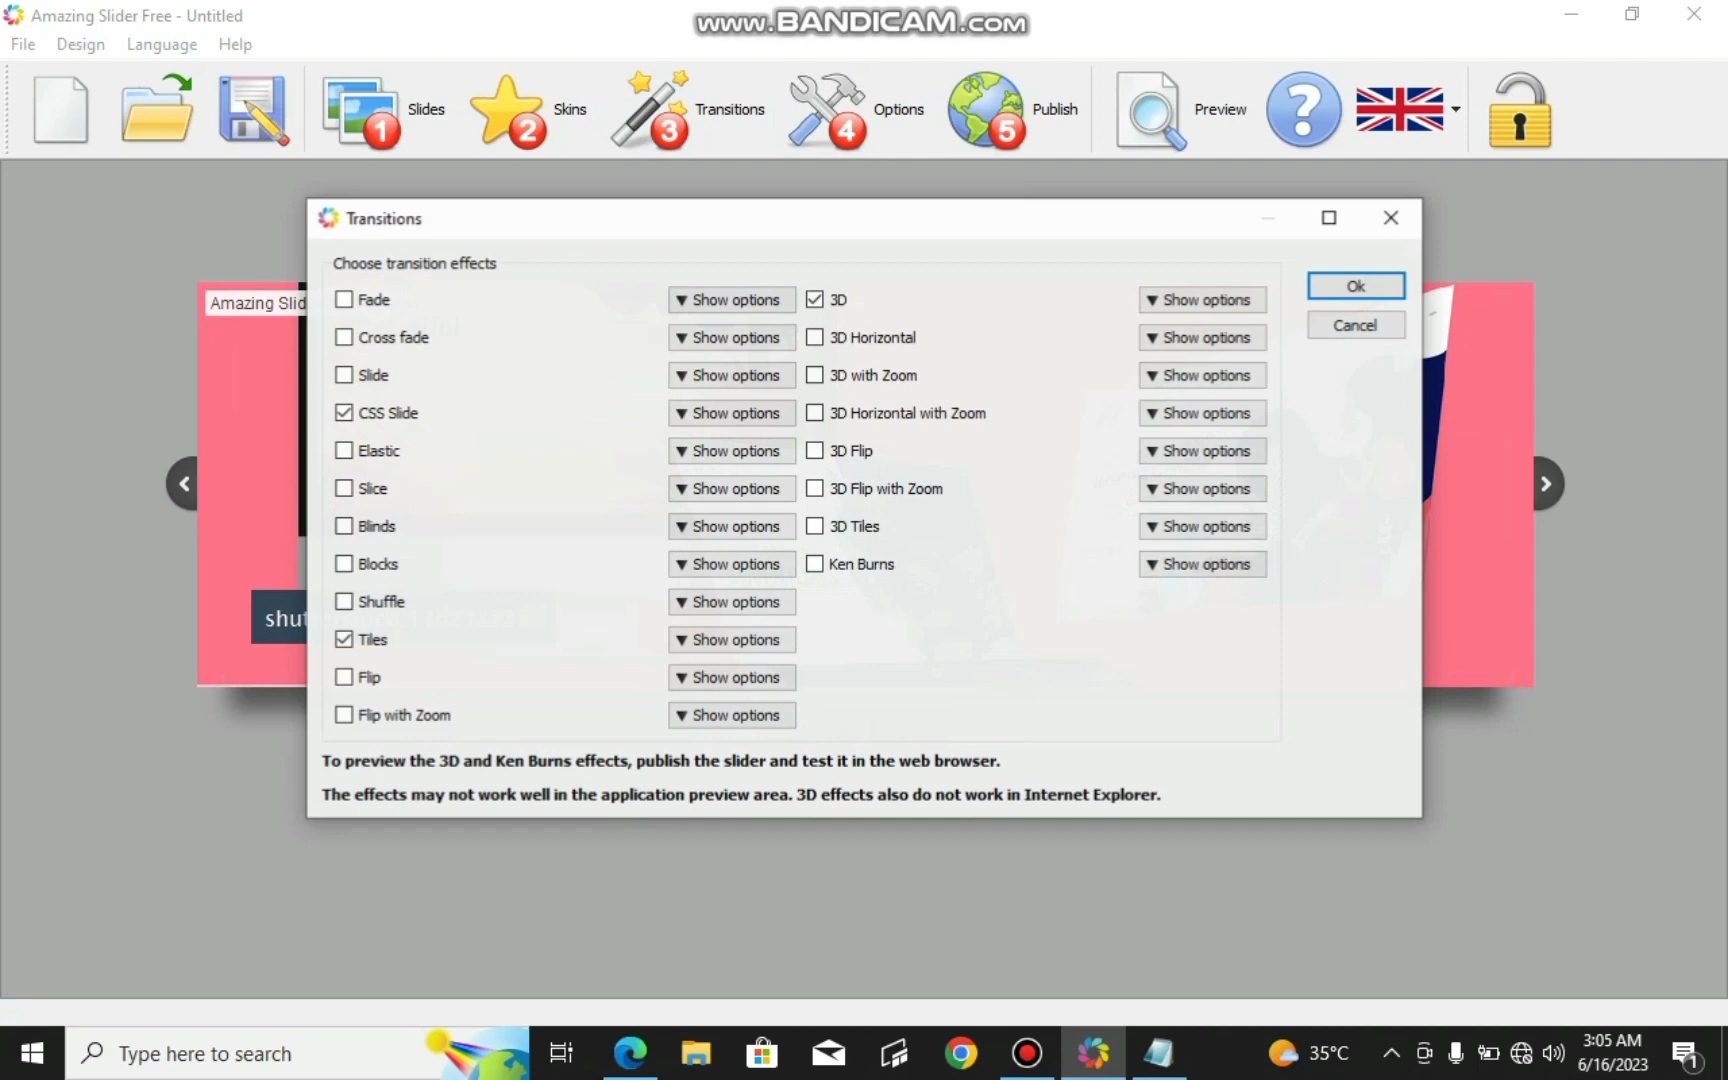 Amazing Slider Free - Untitled
www.BANDICAM.com
File Design Language Help
1 Slides 2 Skins 3 Transitions 4 Options 5 Publish Preview ?
Transitions
Choose transition effects
Amazing Slid
Fade ▼ Show options
Cross fade ▼ Show options
Slide ▼ Show options
CSS Slide ▼ Show options
Elastic ▼ Show options
Slice ▼ Show options
Blinds ▼ Show options
Blocks ▼ Show options
Shuffle ▼ Show options
Tiles ▼ Show options
Flip ▼ Show options
Flip with Zoom ▼ Show options
3D ▼ Show options
3D Horizontal ▼ Show options
3D with Zoom ▼ Show options
3D Horizontal with Zoom ▼ Show options
3D Flip ▼ Show options
3D Flip with Zoom ▼ Show options
3D Tiles ▼ Show options
Ken Burns ▼ Show options
Ok
Cancel
shu
To preview the 3D and Ken Burns effects, publish the slider and test it in the web browser.
The effects may not work well in the application preview area. 3D effects also do not work in Internet Explorer.
Type here to search
35°C
3:05 AM
6/16/2023
1